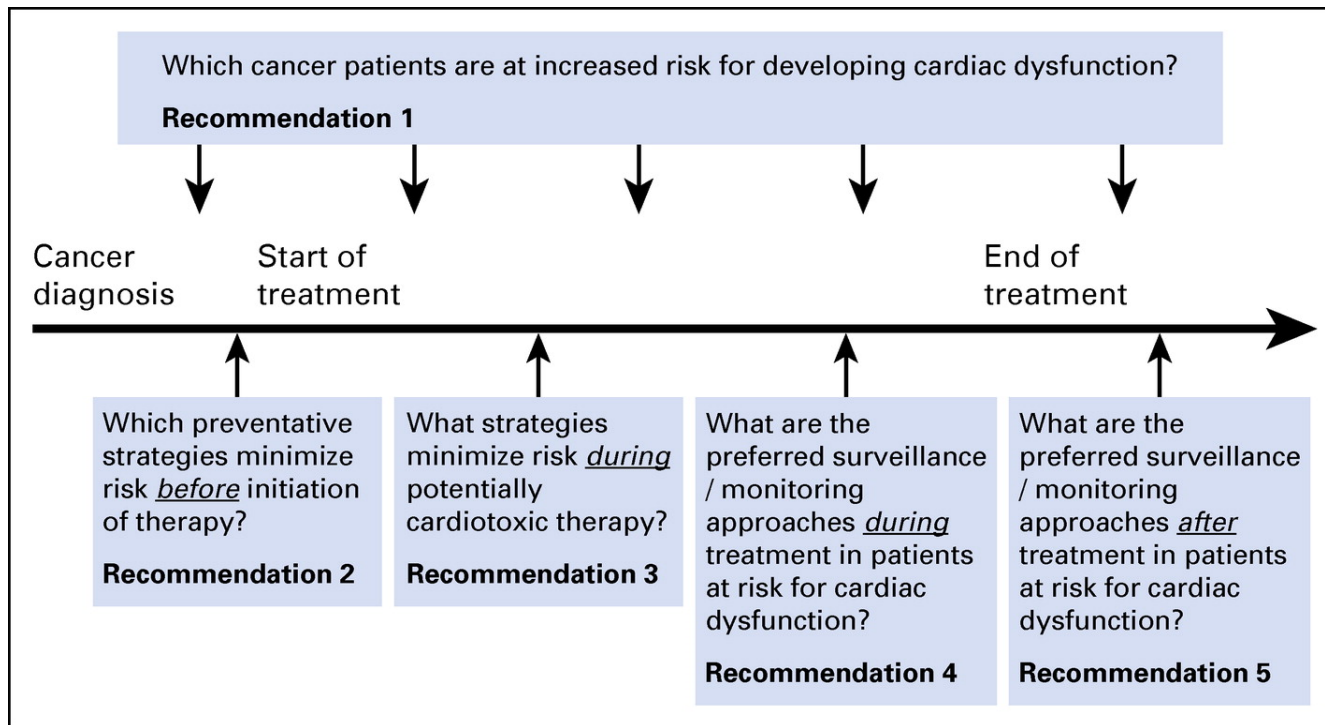 Which cancer patients are at increased risk for developing cardiac dysfunction?
Recommendation 1
Cancer
diagnosis
Start of
treatment
End of
treatment
Which preventative
strategies minimize
risk before initiation
of therapy?
Recommendation 2
What strategies
minimize risk during
potentially
cardiotoxic therapy?
Recommendation 3
What are the
preferred surveillance
/ monitoring
approaches during
treatment in patients
at risk for cardiac
dysfunction?
Recommendation 4
What are the
preferred surveillance
/ monitoring
approaches after
treatment in patients
at risk for cardiac
dysfunction?
Recommendation 5